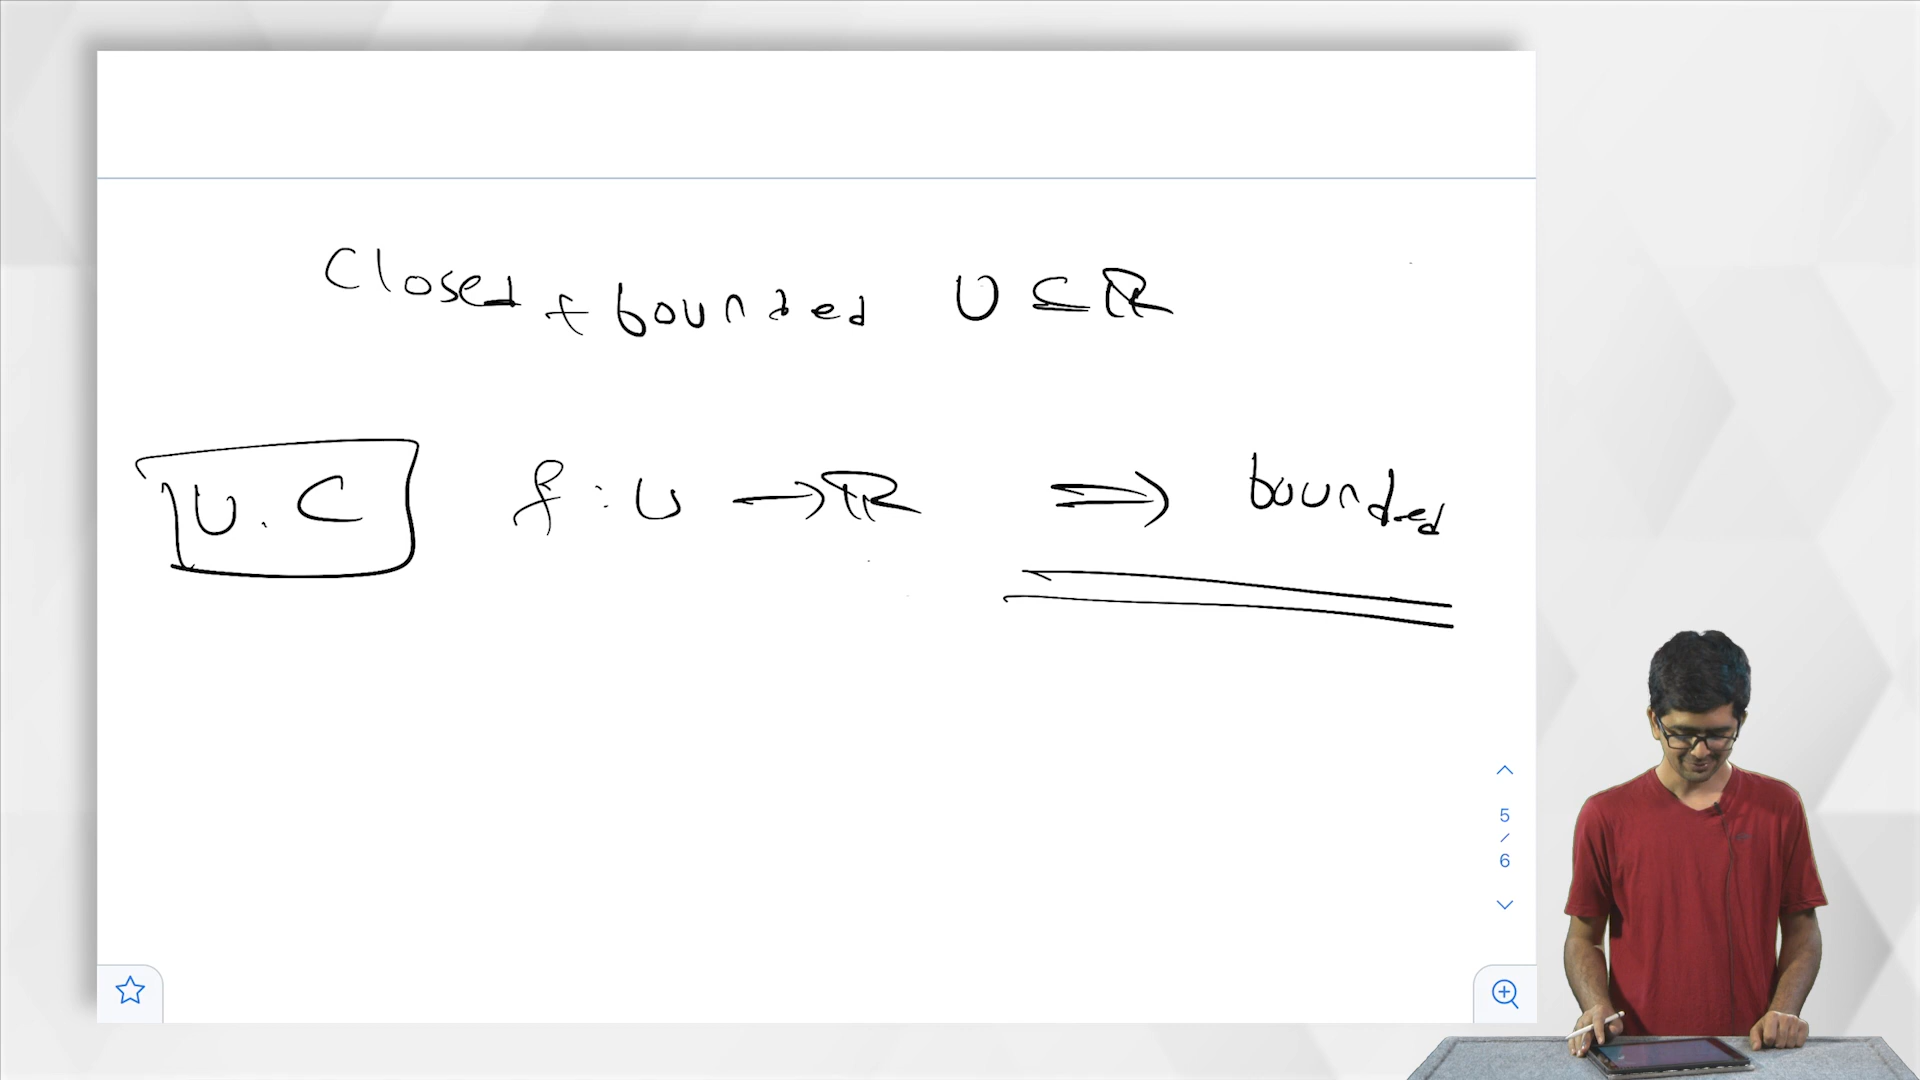 Closed + bounded U ⊆ ℝ
U.C f : U → ℝ ⇒ bounded
5
/
6